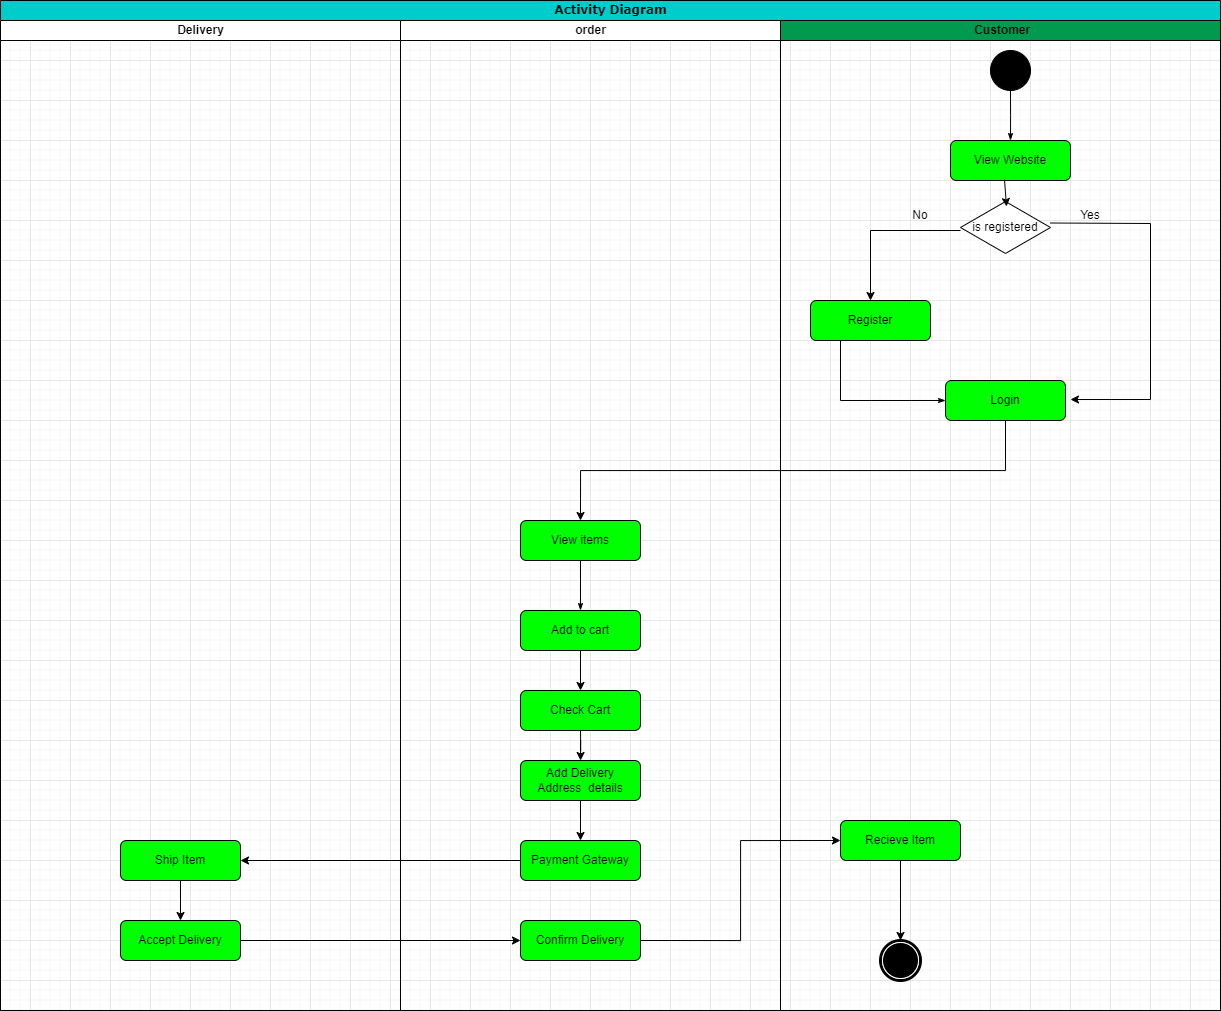 Activity Diagram
Delivery
order
Customer
View Website
No
Yes
is registered
Register
Login
View items
Add to cart
Check Cart
Add Delivery
Address  details
Recieve Item
Ship Item
Payment Gateway
Accept Delivery
Confirm Delivery